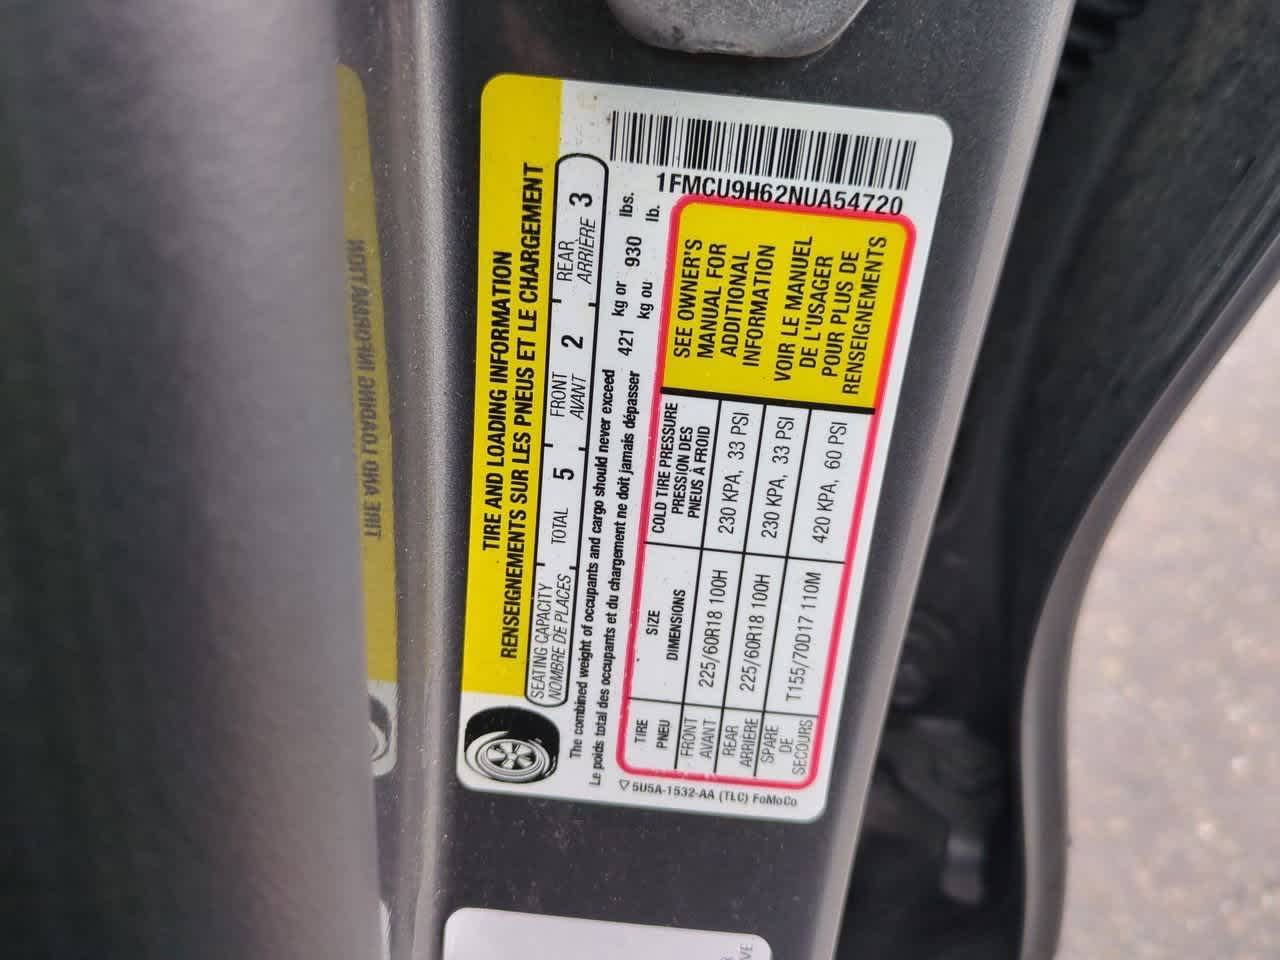 TIRE AND LOADING INFORMATION
RENSEIGNEMENTS SUR LES PNEUS ET LE CHARGEMENT
SEATING CAPACITY TOTAL 5 FRONT 2 REAR 3
NOMBRE DE PLACES AVANT ARRIÈRE
The combined weight of occupants and cargo should never exceed 421 kg or 930 lbs.
Le poids total des occupants et du chargement ne doit jamais dépasser kg ou lb.
1FMCU9H62NUA54720
TIRE SIZE COLD TIRE PRESSURE
PNEU DIMENSIONS PRESSION DES
PNEUS À FROID
FRONT
AVANT 225/60R18 100H 230 KPA, 33 PSI
REAR
ARRIÈRE 225/60R18 100H 230 KPA, 33 PSI
SPARE
DE
SECOURS T155/70D17 110M 420 KPA, 60 PSI
SEE OWNER'S
MANUAL FOR
ADDITIONAL
INFORMATION
VOIR LE MANUEL
DE L'USAGER
POUR PLUS DE
RENSEIGNEMENTS
5U5A-1532-AA (TLC) FoMoCo
TIRE AND LOADING INFORMATION